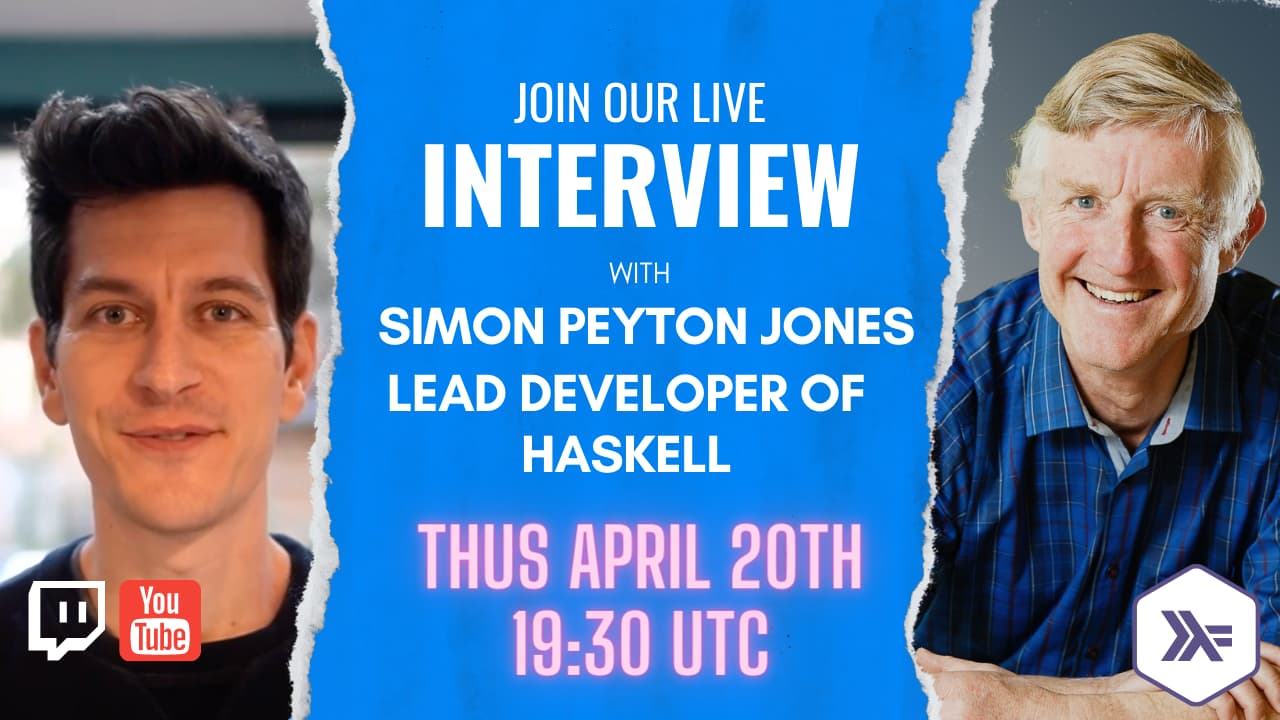 JOIN OUR LIVE
INTERVIEW
WITH
SIMON PEYTON JONES
LEAD DEVELOPER OF
HASKELL
THUS APRIL 20TH
19:30 UTC
You
Tube